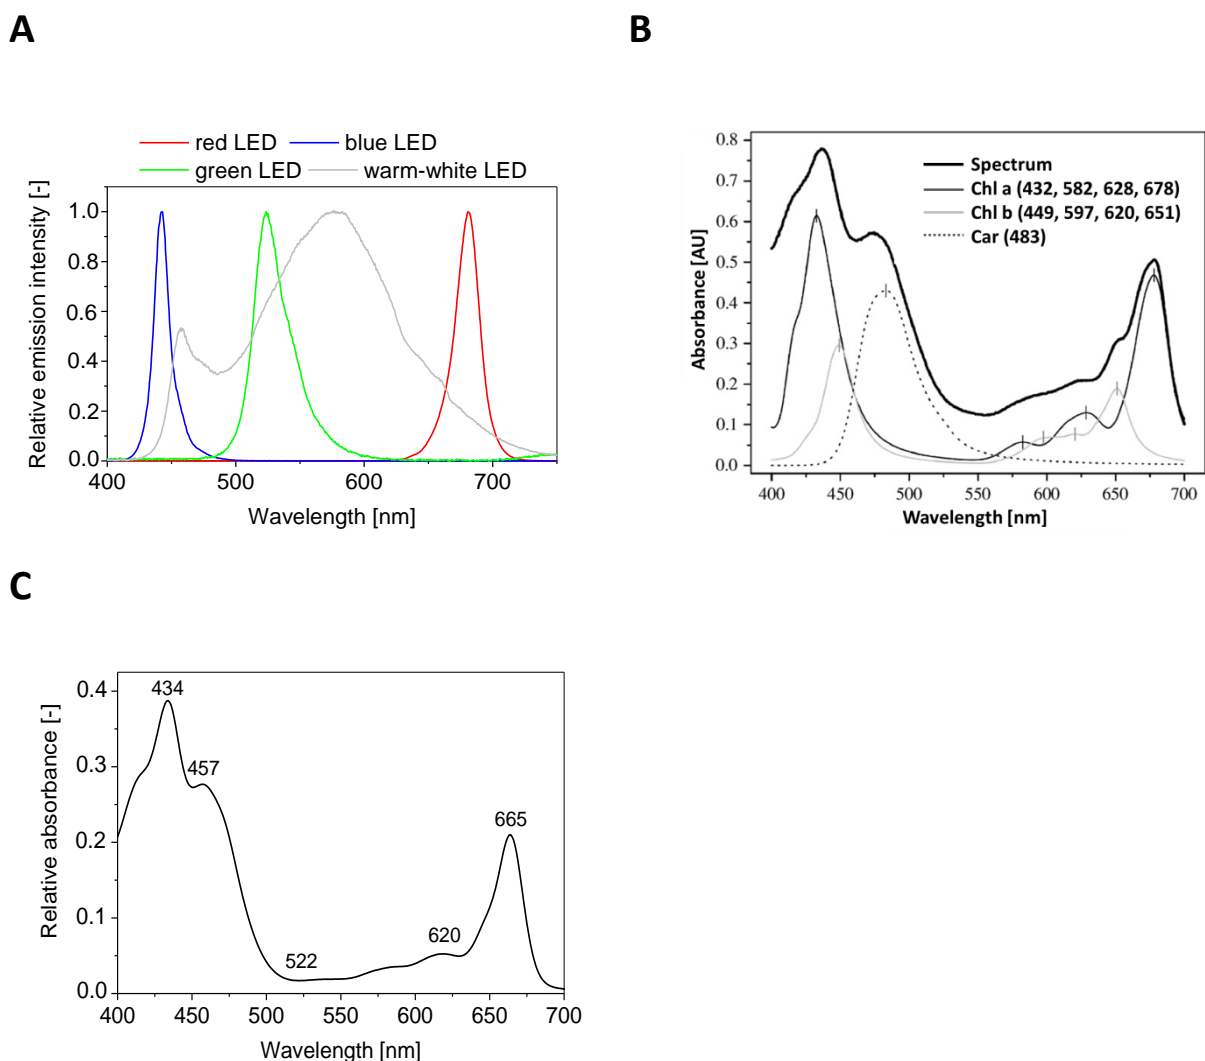 A
B
red LED
blue LED
green LED
warm-white LED
Relative emission intensity [-]
1.0
0.8
0.6
0.4
0.2
0.0
400
500
600
700
Wavelength [nm]
Spectrum
Chl a (432, 582, 628, 678)
Chl b (449, 597, 620, 651)
Car (483)
Absorbance [AU]
0.8
0.7
0.6
0.5
0.4
0.3
0.2
0.1
0.0
400
450
500
550
600
650
700
Wavelength [nm]
C
Relative absorbance [-]
0.4
0.3
0.2
0.1
0.0
434
457
522
620
665
400
450
500
550
600
650
700
Wavelength [nm]